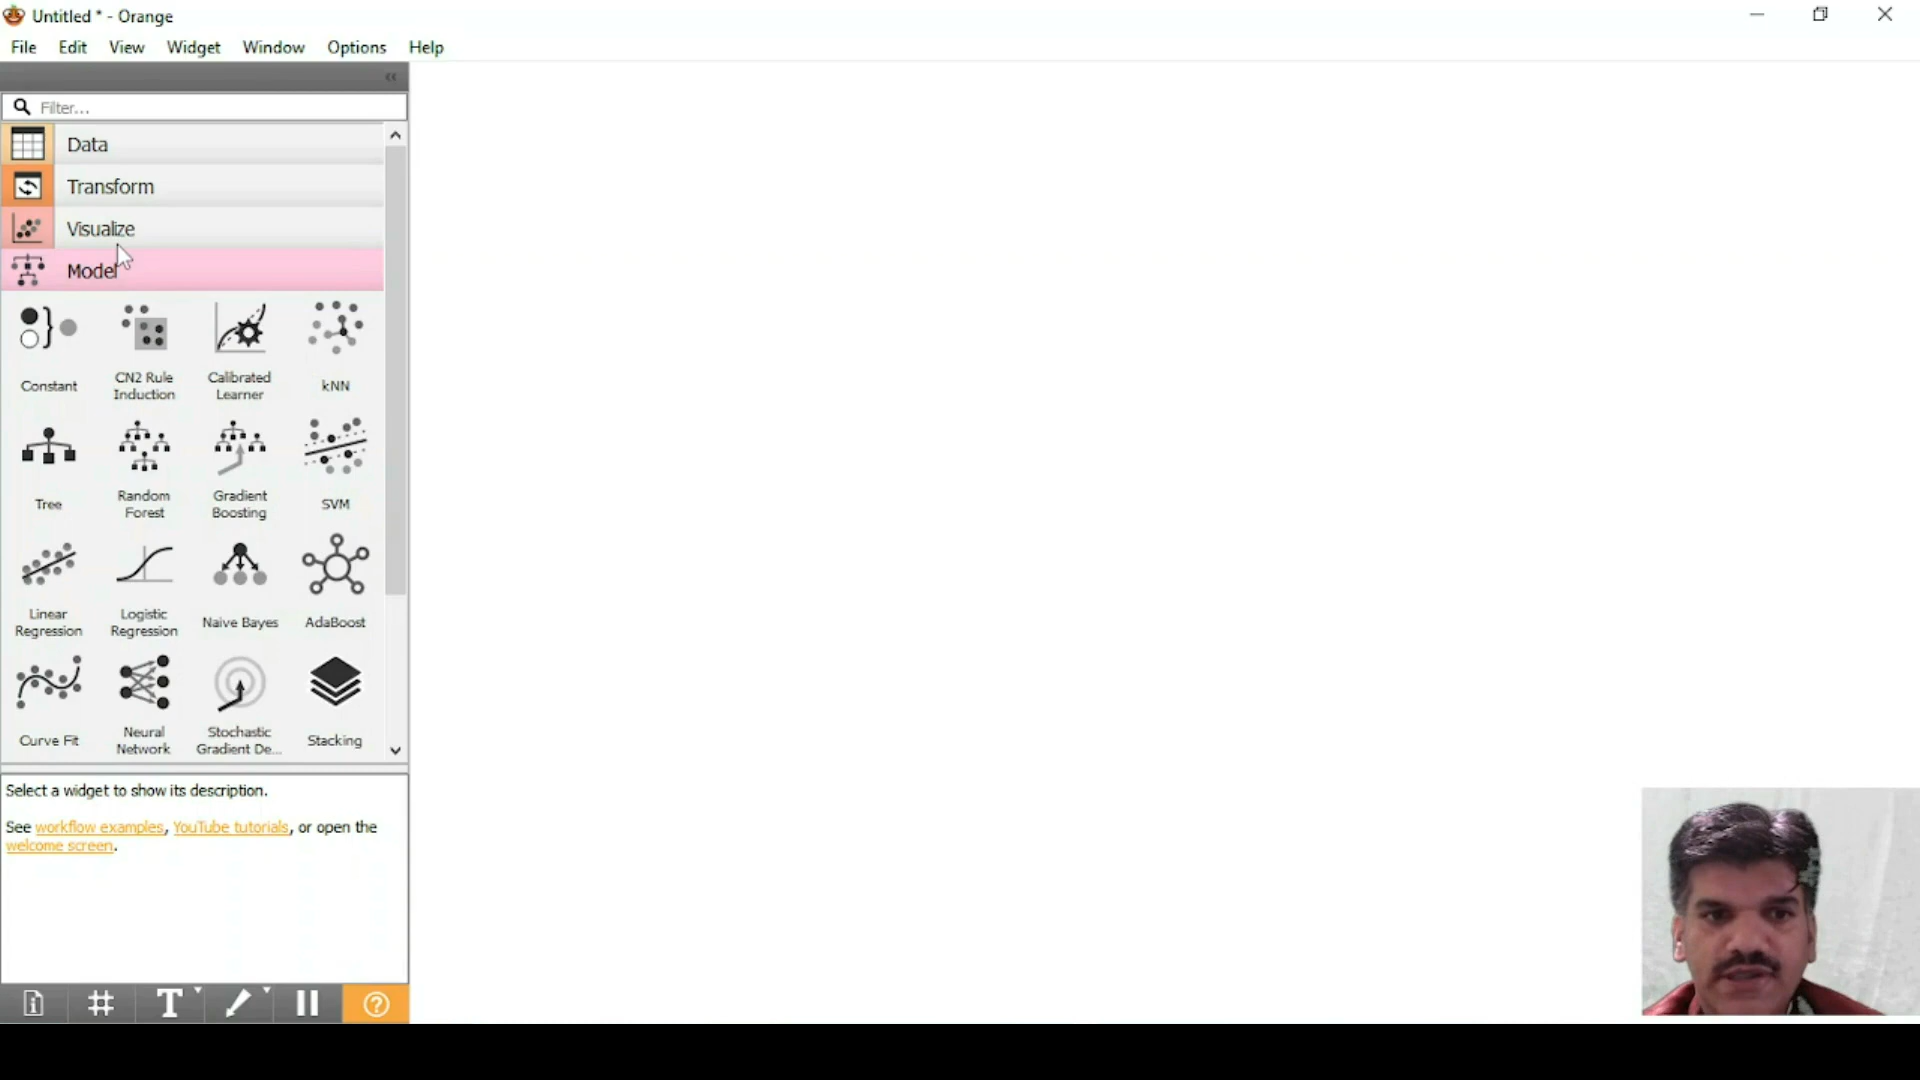 Untitled * - Orange
File Edit View Widget Window Options Help
Filter...
Data
Transform
Visualize
Model
Constant
CN2 Rule Induction
Calibrated Learner
kNN
Tree
Random Forest
Gradient Boosting
SVM
Linear Regression
Logistic Regression
Naive Bayes
AdaBoost
Curve Fit
Neural Network
Stochastic Gradient De...
Stacking
Select a widget to show its description.
See workflow examples, YouTube tutorials, or open the
welcome screen.